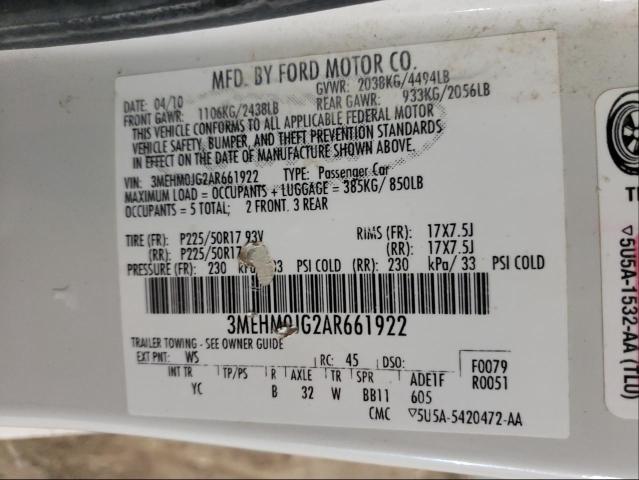 MFD. BY FORD MOTOR CO.
DATE: 04/10 GVWR: 2038KG/4494LB
FRONT GAWR: 1106KG/2438LB REAR GAWR: 933KG/2056LB
THIS VEHICLE CONFORMS TO ALL APPLICABLE FEDERAL MOTOR
VEHICLE SAFETY, BUMPER, AND THEFT PREVENTION STANDARDS
IN EFFECT ON THE DATE OF MANUFACTURE SHOWN ABOVE.
VIN: 3MEHM0JG2AR661922 TYPE: Passenger Car
MAXIMUM LOAD = OCCUPANTS + LUGGAGE = 385KG/ 850LB
OCCUPANTS = 5 TOTAL; 2 FRONT, 3 REAR
TIRE (FR): P225/50R17 93V RIMS (FR): 17X7.5J
(RR): P225/50R17 (RR): 17X7.5J
PRESSURE (FR): 230 33 PSI COLD (RR): 230 kPa/ 33 PSI COLD
3MEHM0JG2AR661922
TRAILER TOWING - SEE OWNER GUIDE
EXT PNT: WS RC: 45 DSO: F0079
INT TR TP/PS R AXLE TR SPR ADE1F R0051
YC B 32 W BB11 605
CMC ▽5U5A-5420472-AA
▽5U5A-1532-AA (TLU)